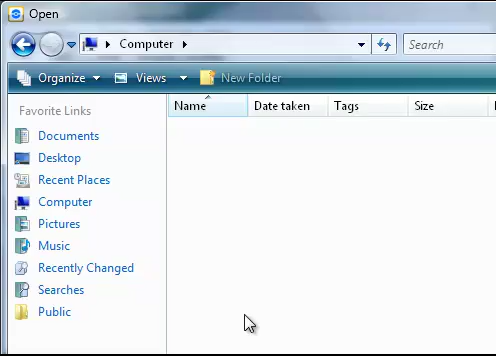 Open
Computer
Search
Organize Views New Folder
Favorite Links
Name Date taken Tags Size
Documents
Desktop
Recent Places
Computer
Pictures
Music
Recently Changed
Searches
Public